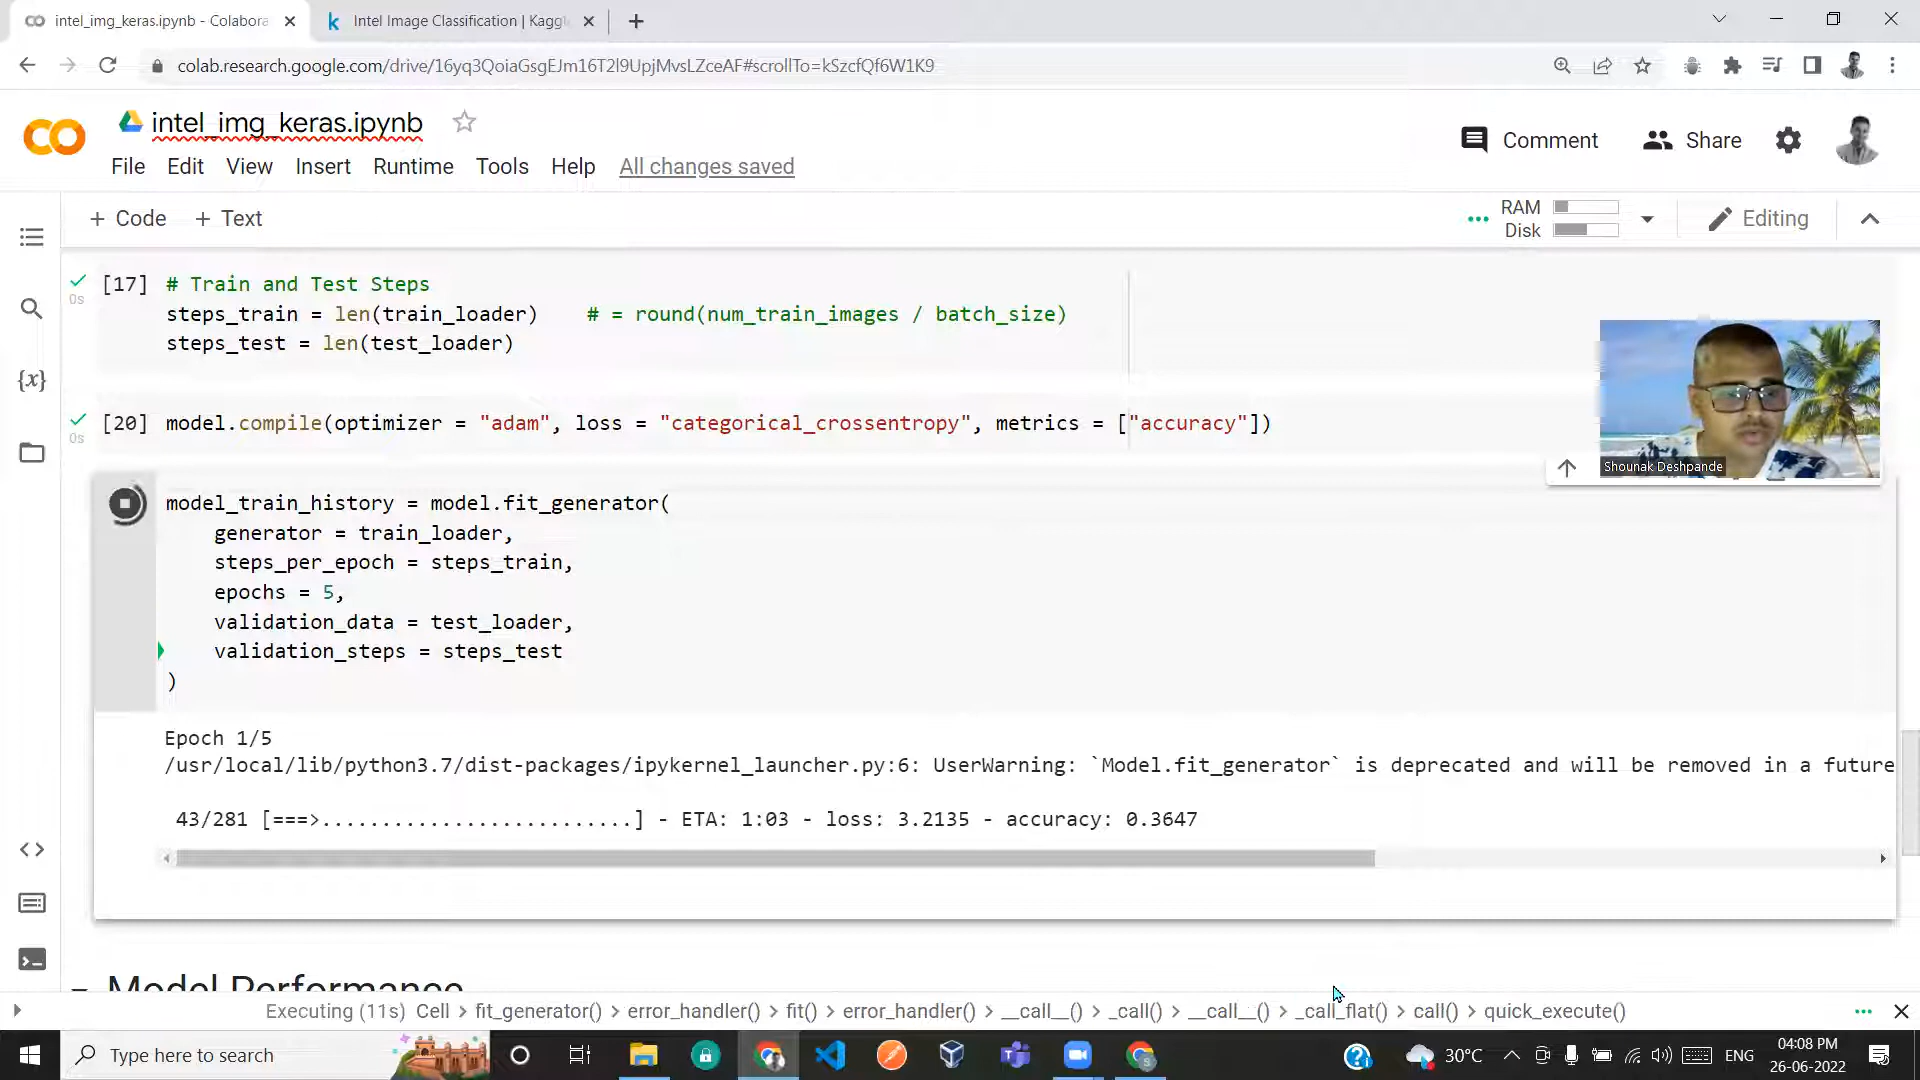 intel_img_keras.ipynb - Colabora
Intel Image Classification | Kaggl
colab.research.google.com/drive/16yq3QoiaGsgEJm16T2l9UpjMvsLZceAF#scrollTo=kSzcfQf6W1K9
intel_img_keras.ipynb
Comment
Share
File Edit View Insert Runtime Tools Help All changes saved
+ Code + Text
RAM
Disk
Editing
[17] # Train and Test Steps
0s
steps_train = len(train_loader) # = round(num_train_images / batch_size)
steps_test = len(test_loader)
[20] model.compile(optimizer = "adam", loss = "categorical_crossentropy", metrics = ["accuracy"])
0s
Shounak Deshpande
model_train_history = model.fit_generator(
generator = train_loader,
steps_per_epoch = steps_train,
epochs = 5,
validation_data = test_loader,
validation_steps = steps_test
)
Epoch 1/5
/usr/local/lib/python3.7/dist-packages/ipykernel_launcher.py:6: UserWarning: `Model.fit_generator` is deprecated and will be removed in a future
43/281 [===>..........................] - ETA: 1:03 - loss: 3.2135 - accuracy: 0.3647
Model Performance
Executing (11s) Cell > fit_generator() > error_handler() > fit() > error_handler() > __call__() > _call() > __call__() > _call_flat() > call() > quick_execute()
Type here to search
30°C
ENG
04:08 PM
26-06-2022